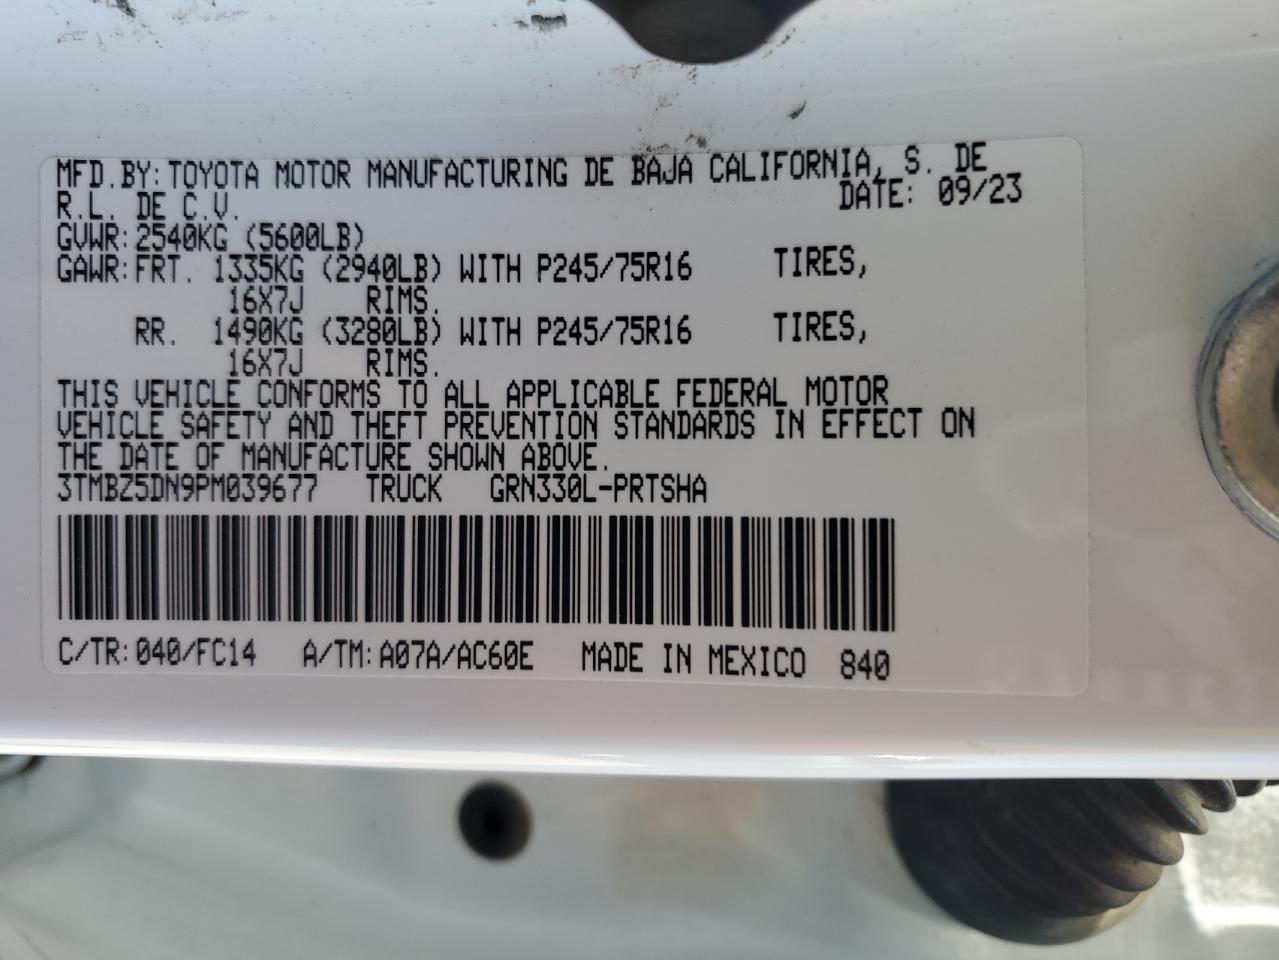 MFD.BY:TOYOTA MOTOR MANUFACTURING DE BAJA CALIFORNIA, S. DE
R.L. DE C.V. DATE: 09/23
GVWR:2540KG (5600LB)
GAWR:FRT. 1335KG (2940LB) WITH P245/75R16 TIRES,
16X7J RIMS.
RR. 1490KG (3280LB) WITH P245/75R16 TIRES,
16X7J RIMS.
THIS VEHICLE CONFORMS TO ALL APPLICABLE FEDERAL MOTOR
VEHICLE SAFETY AND THEFT PREVENTION STANDARDS IN EFFECT ON
THE DATE OF MANUFACTURE SHOWN ABOVE.
3TMBZ5DN9PM039677 TRUCK GRN330L-PRTSHA
C/TR:040/FC14 A/TM:A07A/AC60E MADE IN MEXICO 840